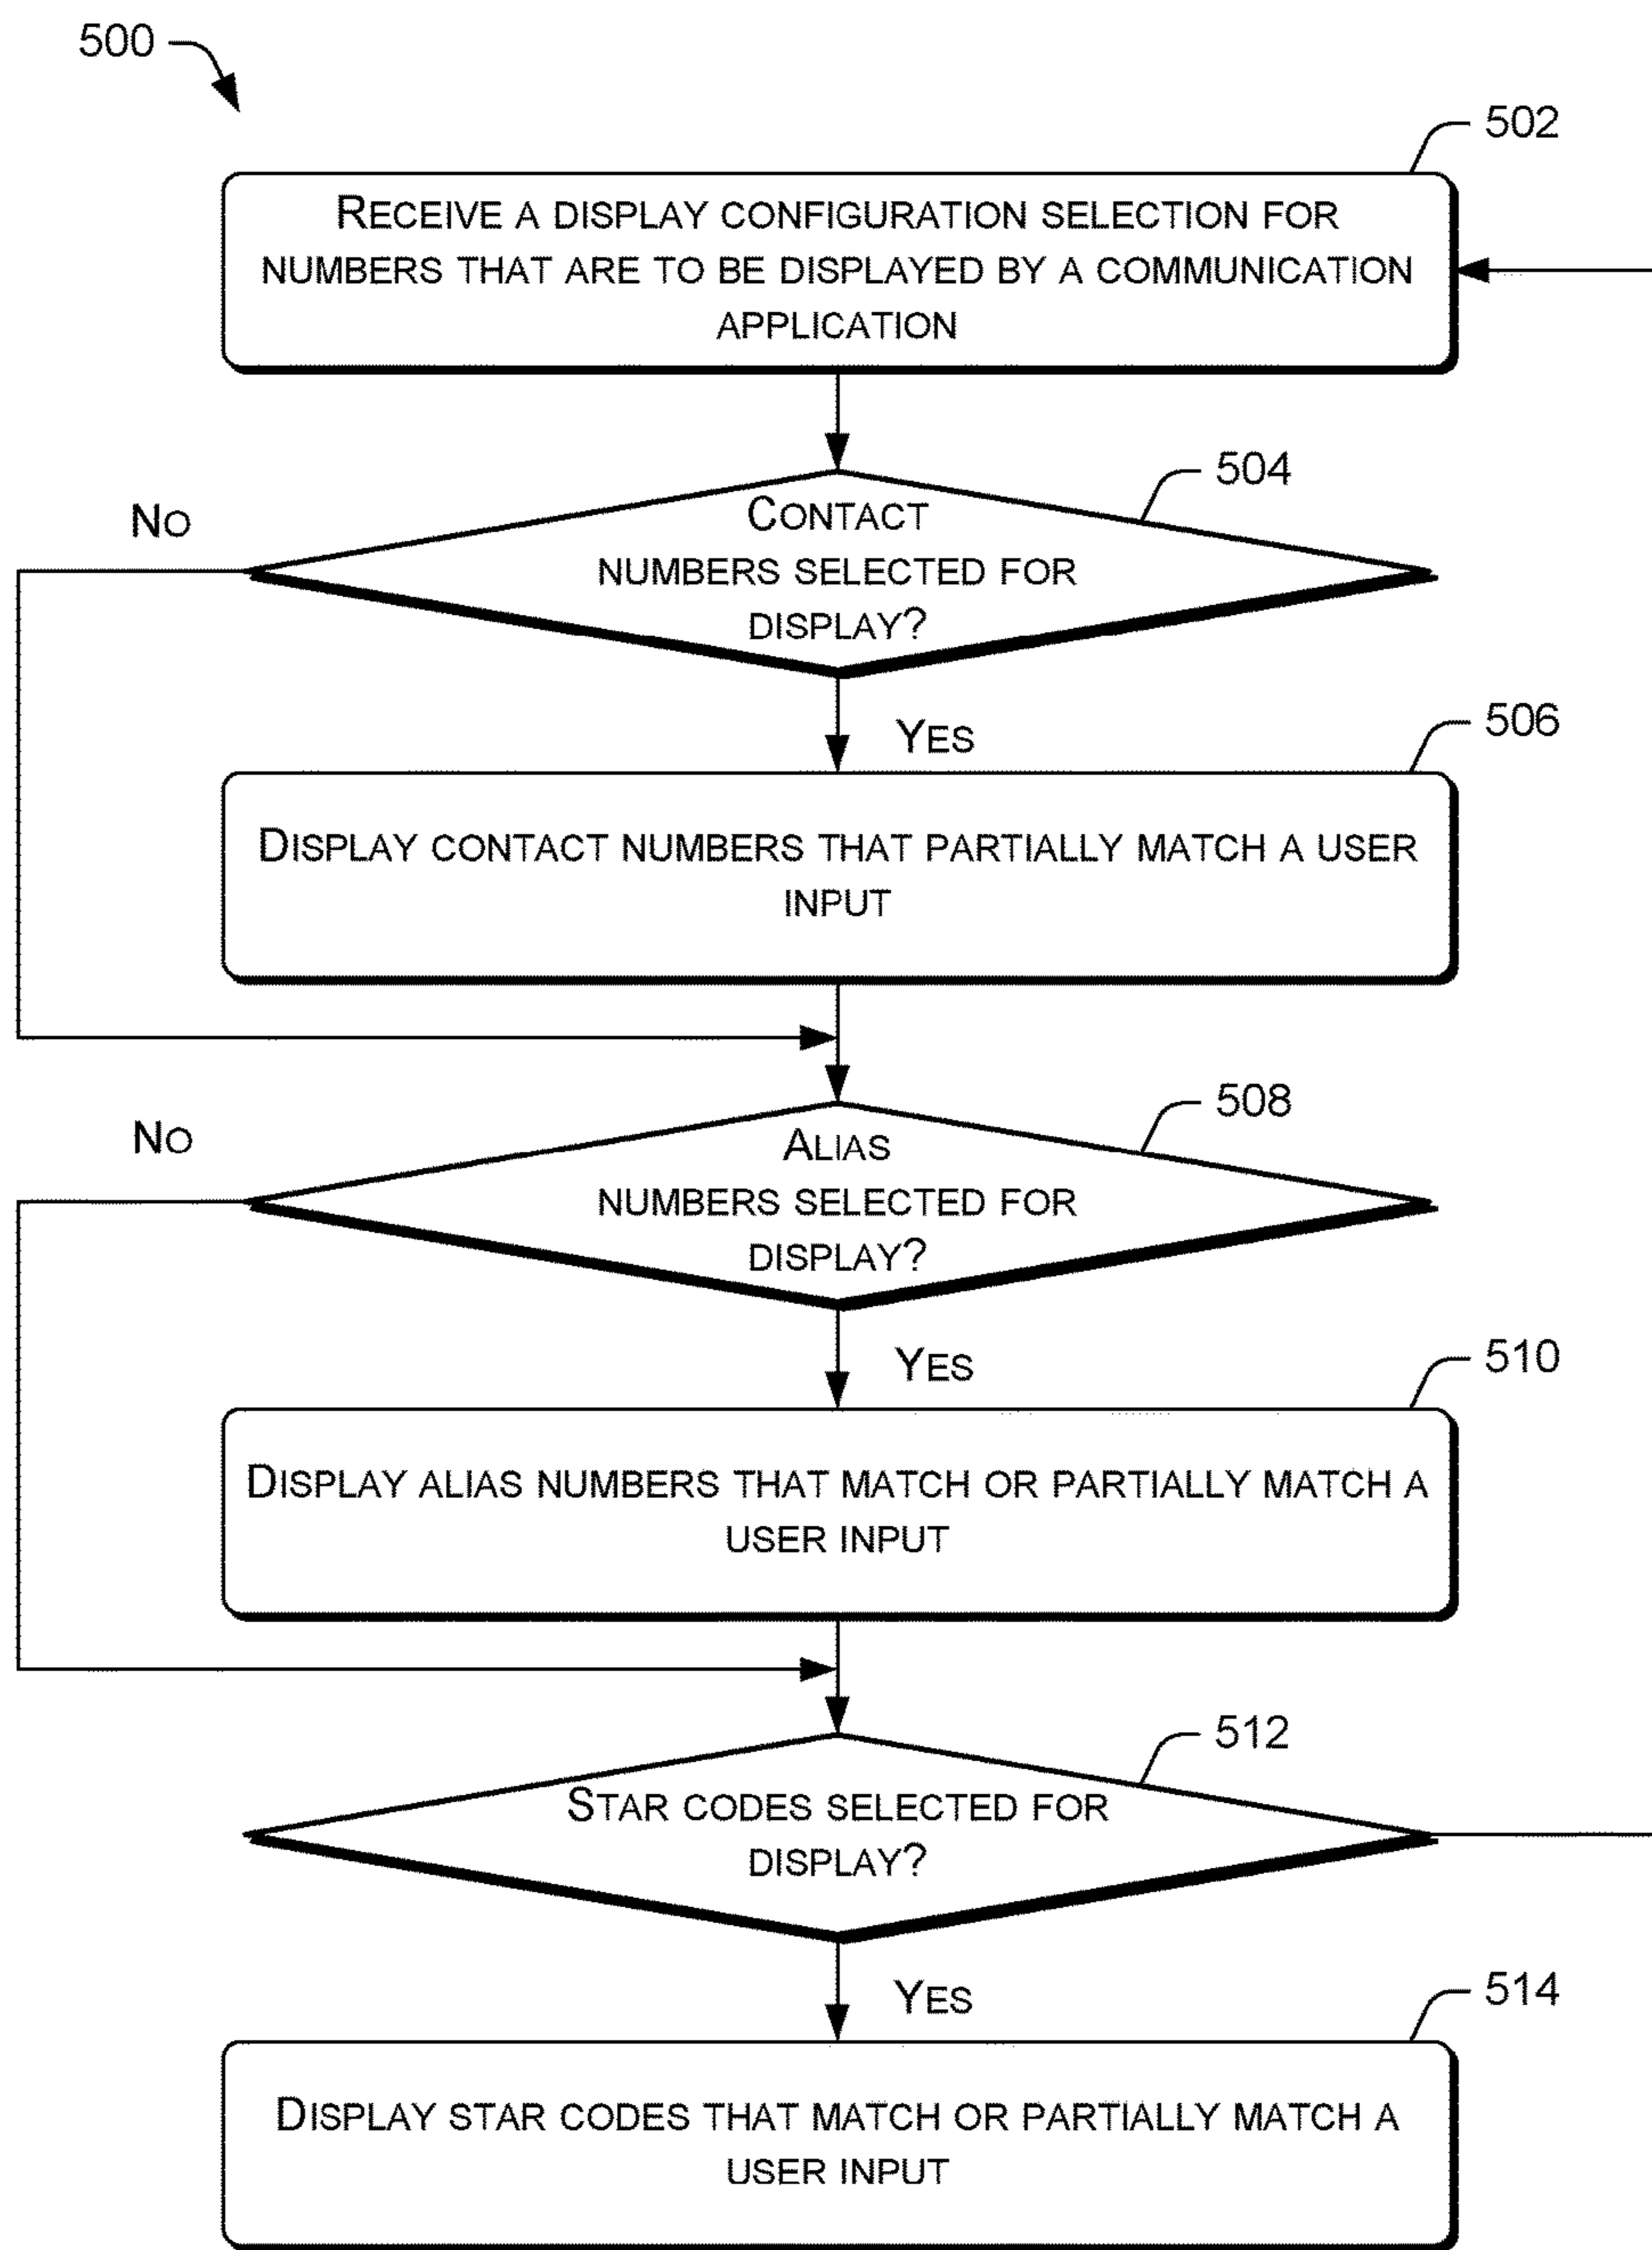 500
502
RECEIVE A DISPLAY CONFIGURATION SELECTION FOR
NUMBERS THAT ARE TO BE DISPLAYED BY A COMMUNICATION
APPLICATION
504
NO
CONTACT
NUMBERS SELECTED FOR
DISPLAY?
YES
506
DISPLAY CONTACT NUMBERS THAT PARTIALLY MATCH A USER
INPUT
508
NO
ALIAS
NUMBERS SELECTED FOR
DISPLAY?
YES
510
DISPLAY ALIAS NUMBERS THAT MATCH OR PARTIALLY MATCH A
USER INPUT
512
STAR CODES SELECTED FOR
DISPLAY?
YES
514
DISPLAY STAR CODES THAT MATCH OR PARTIALLY MATCH A
USER INPUT